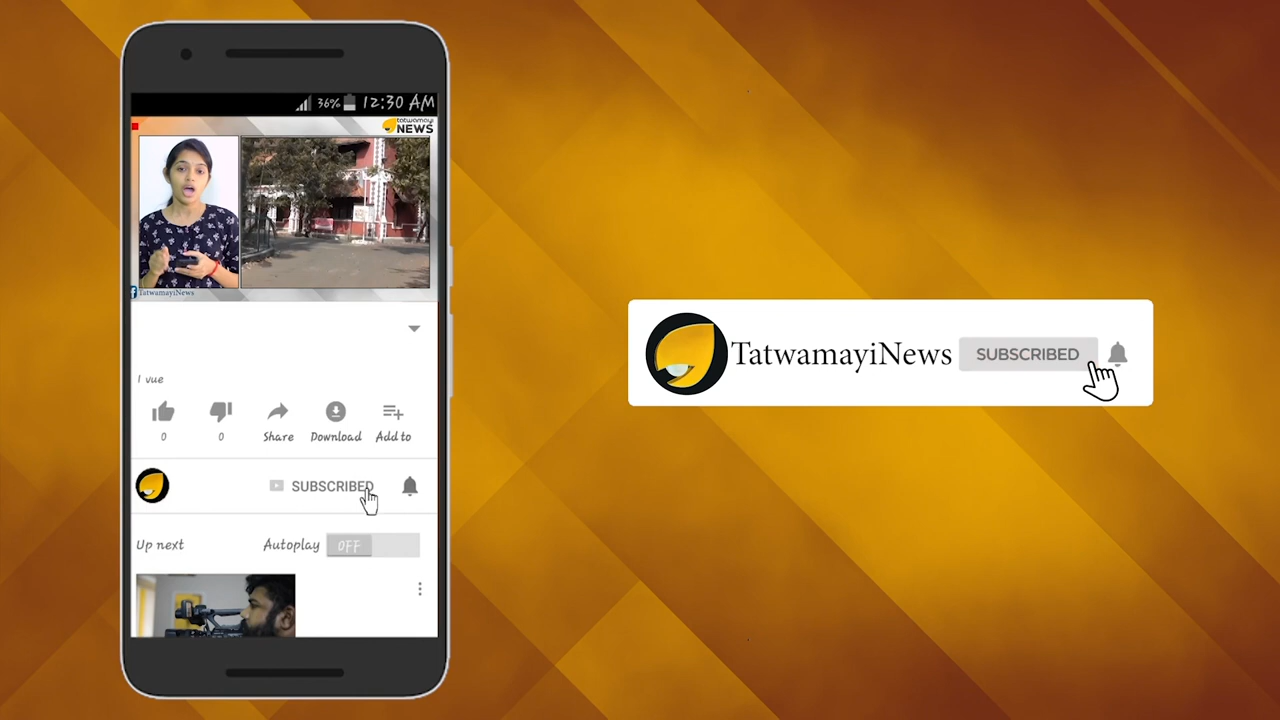 36% 12:30 AM
tatwamayi
NEWS
TatwamayiNews
1 vue
0 0 Share Download Add to
SUBSCRIBED
Up next Autoplay OFF
TatwamayiNews SUBSCRIBED